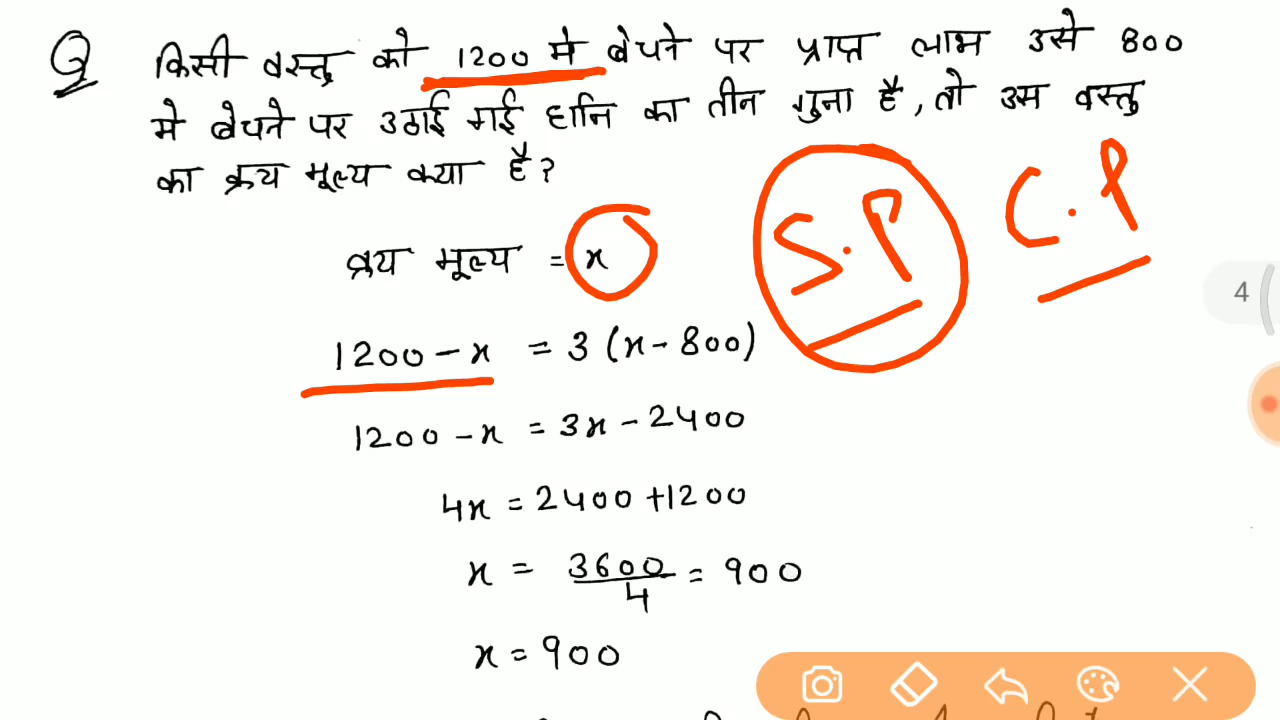 Q किसी वस्तु को 1200 मे बेचने पर प्राप्त लाभ उसे 800
मे बेचने पर उठाई गई हानि का तीन गुना है, तो उस वस्तु
का क्रय मूल्य क्या है?
क्रय मूल्य = x
S.P C.P
4
1200 - x = 3 (x - 800)
1200 - x = 3x - 2400
4x = 2400 + 1200
x = 3600/4 = 900
x = 900